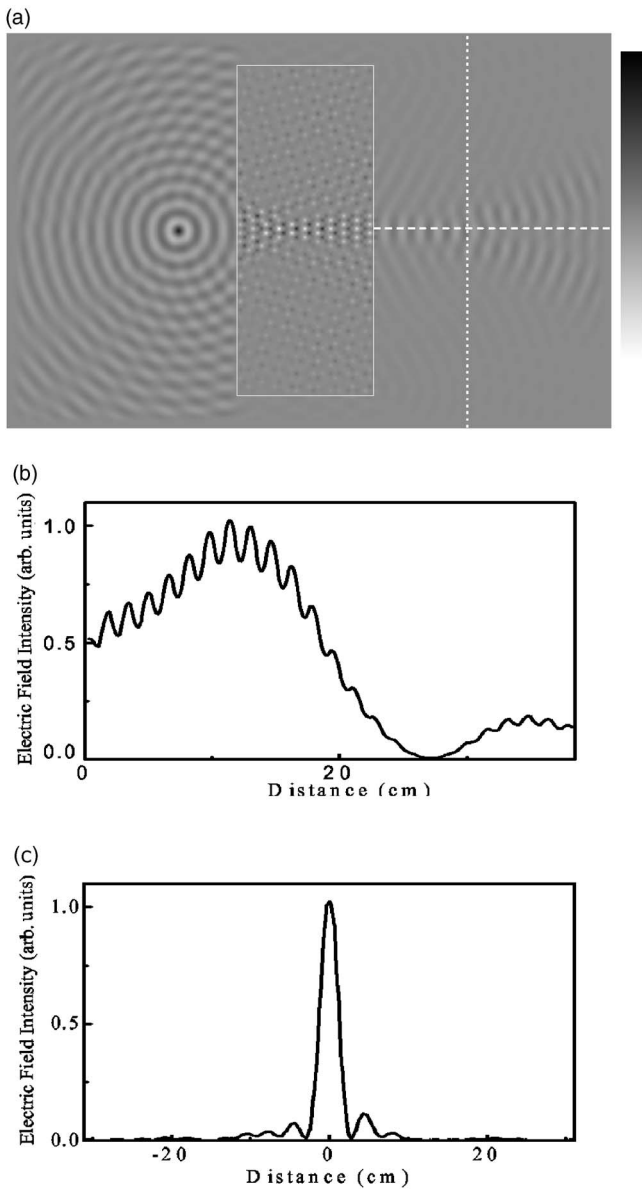 (a)
(b)
Electric Field Intensity (arb. units)
1.0
0.5
0.0
0
20
Distance (cm)
(c)
Electric Field Intensity (arb. units)
1.0
0.5
0.0
-20
0
20
Distance (cm)